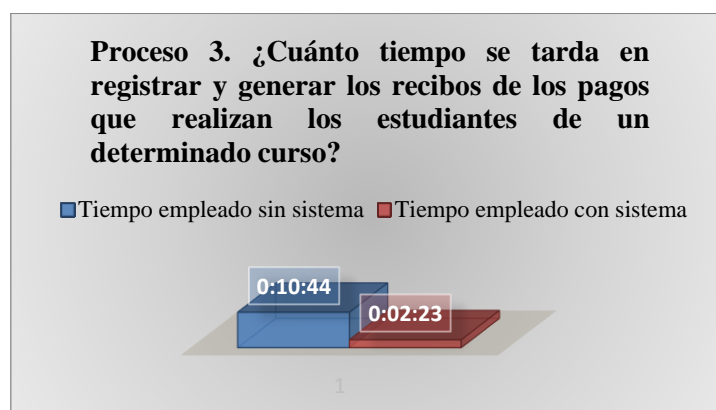 Proceso 3. ¿Cuánto tiempo se tarda en
registrar y generar los recibos de los pagos
que realizan los estudiantes de un
determinado curso?
Tiempo empleado sin sistema Tiempo empleado con sistema
0:10:44
0:02:23
1